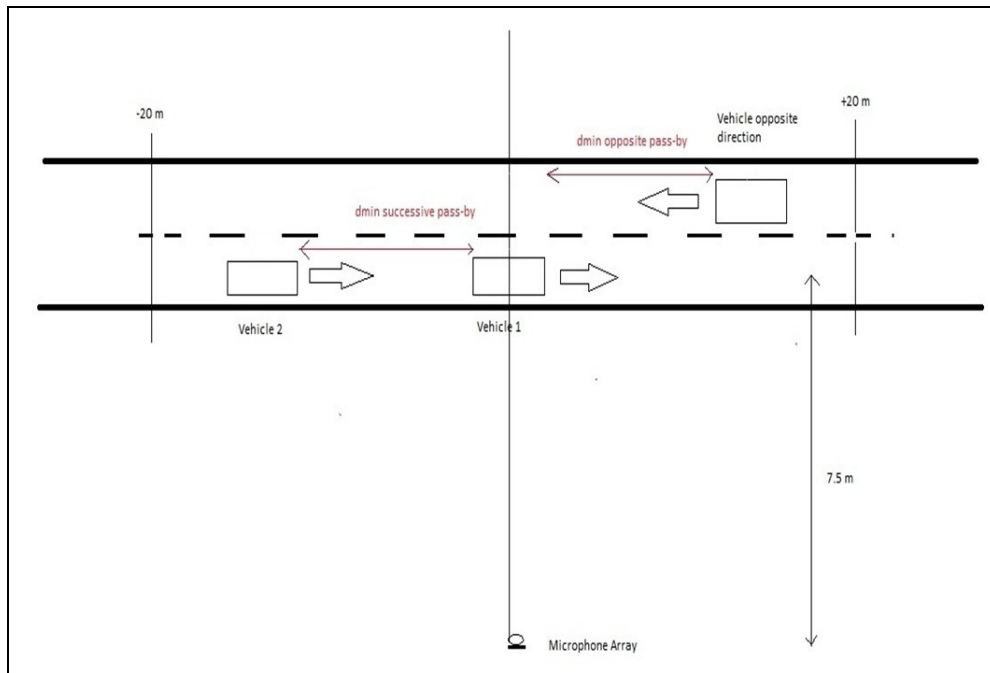 -20 m
+20 m
Vehicle opposite
direction
dmin opposite pass-by
dmin successive pass-by
Vehicle 2
Vehicle 1
7.5 m
Microphone Array